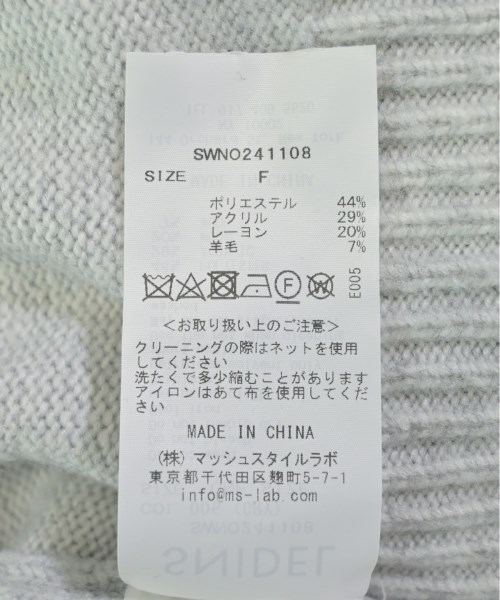 SWNO241108
SIZE F
ポリエステル 44%
アクリル 29%
レーヨン 20%
羊毛 7%
F W E005
<お取り扱い上のご注意>
クリーニングの際はネットを使用
してください
洗たくで多少縮むことがあります
アイロンはあて布を使用してくだ
さい
MADE IN CHINA
(株) マッシュスタイルラボ
東京都千代田区麹町5-7-1
info@ms-lab.com
SWNO241108
SNIDEL